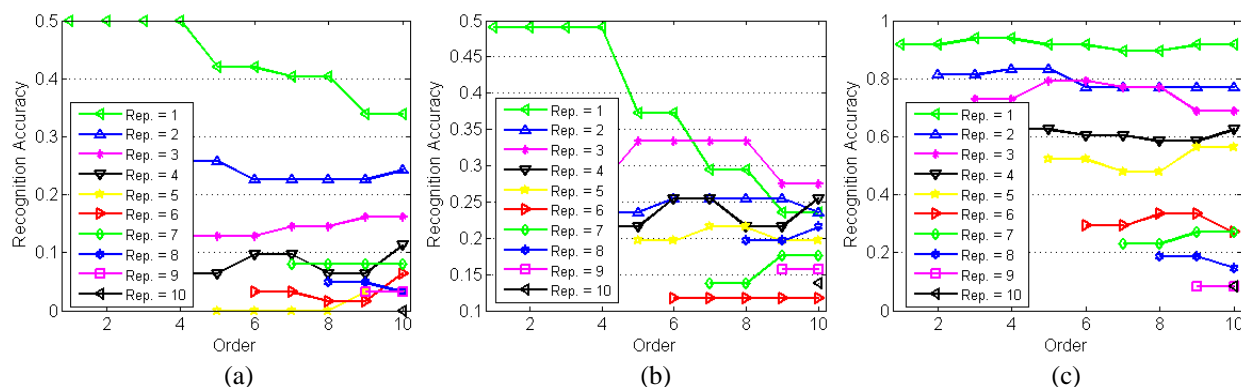 0.5
0.4
0.3
0.2
0.1
0
Recognition Accuracy
Rep. = 1
Rep. = 2
Rep. = 3
Rep. = 4
Rep. = 5
Rep. = 6
Rep. = 7
Rep. = 8
Rep. = 9
Rep. = 10
2 4 6 8 10
Order
(a)
0.5
0.45
0.4
0.35
0.3
0.25
0.2
0.15
0.1
Recognition Accuracy
Rep. = 1
Rep. = 2
Rep. = 3
Rep. = 4
Rep. = 5
Rep. = 6
Rep. = 7
Rep. = 8
Rep. = 9
Rep. = 10
2 4 6 8 10
Order
(b)
1
0.8
0.6
0.4
0.2
0
Recognition Accuracy
Rep. = 1
Rep. = 2
Rep. = 3
Rep. = 4
Rep. = 5
Rep. = 6
Rep. = 7
Rep. = 8
Rep. = 9
Rep. = 10
2 4 6 8 10
Order
(c)